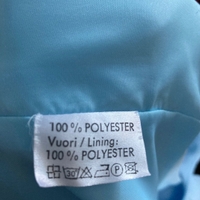 100 % POLYESTER
Vuori / Lining:
100 % POLYESTER